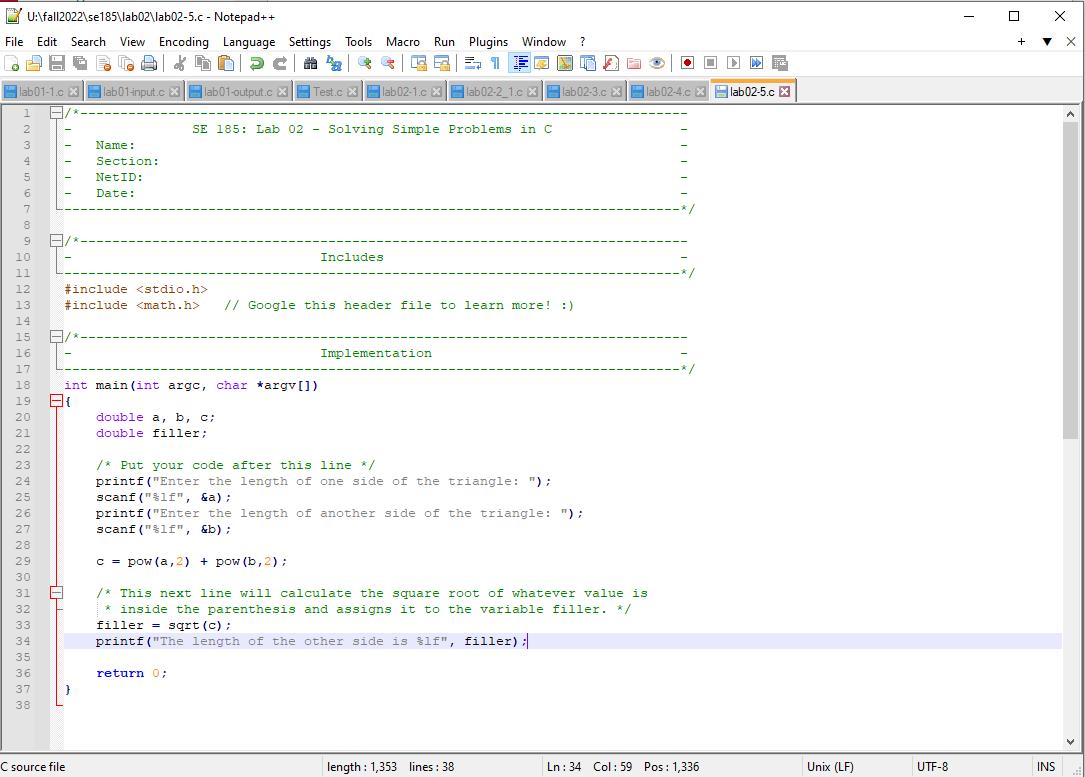 U:\fall2022\se185\lab02\lab02-5.c - Notepad++
File Edit Search View Encoding Language Settings Tools Macro Run Plugins Window ?
lab01-1.c lab01-input.c lab01-output.c Test.c lab02-1.c lab02-2_1.c lab02-3.c lab02-4.c lab02-5.c
1 /*----------------------------------------------------------------------------
2 - SE 185: Lab 02 - Solving Simple Problems in C -
3 - Name: -
4 - Section: -
5 - NetID: -
6 - Date: -
7 -----------------------------------------------------------------------------*/
8
9 /*----------------------------------------------------------------------------
10 - Includes -
11 -----------------------------------------------------------------------------*/
12 #include <stdio.h>
13 #include <math.h> // Google this header file to learn more! :)
14
15 /*----------------------------------------------------------------------------
16 - Implementation -
17 -----------------------------------------------------------------------------*/
18 int main(int argc, char *argv[])
19 {
20 double a, b, c;
21 double filler;
22
23 /* Put your code after this line */
24 printf("Enter the length of one side of the triangle: ");
25 scanf("%lf", &a);
26 printf("Enter the length of another side of the triangle: ");
27 scanf("%lf", &b);
28
29 c = pow(a,2) + pow(b,2);
30
31 /* This next line will calculate the square root of whatever value is
32 * inside the parenthesis and assigns it to the variable filler. */
33 filler = sqrt(c);
34 printf("The length of the other side is %lf", filler);
35
36 return 0;
37 }
38
C source file length : 1,353 lines : 38 Ln : 34 Col : 59 Pos : 1,336 Unix (LF) UTF-8 INS